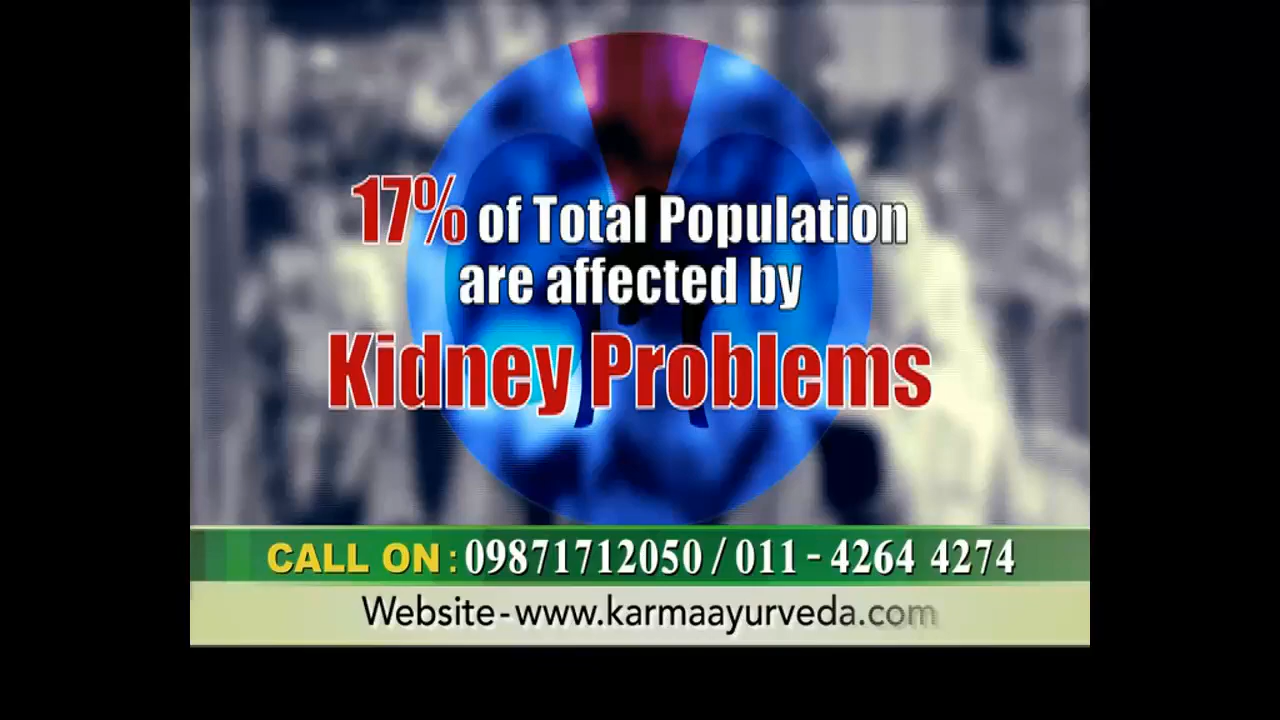 17% of Total Population
are affected by
Kidney Problems
CALL ON : 09871712050 / 011 - 4264 4274
Website-www.karmaayurveda.com